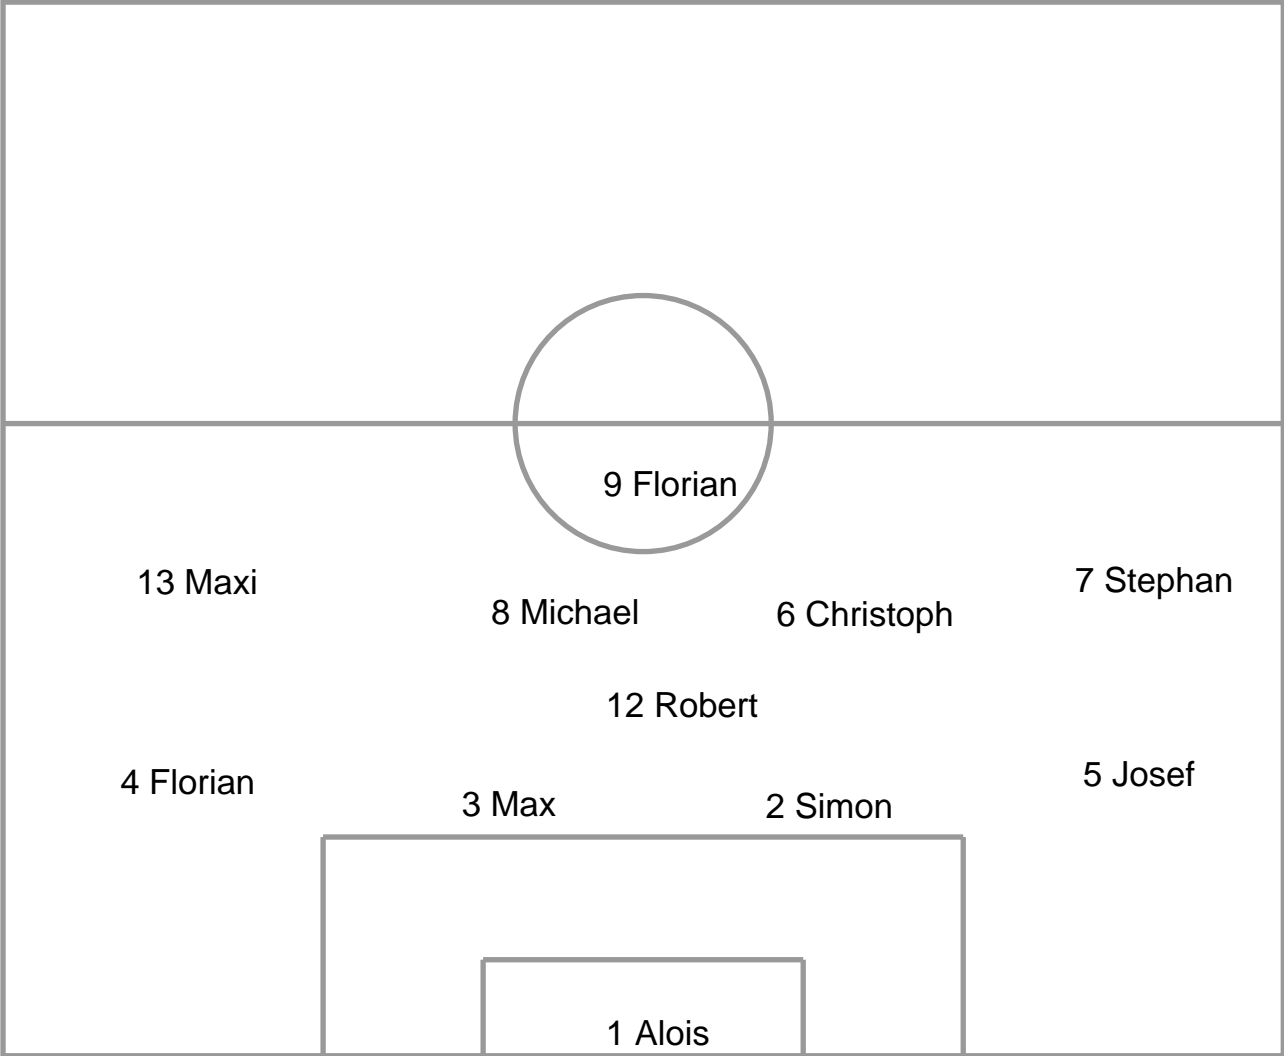 9 Florian
13 Maxi
7 Stephan
8 Michael
6 Christoph
12 Robert
4 Florian
5 Josef
3 Max
2 Simon
1 Alois